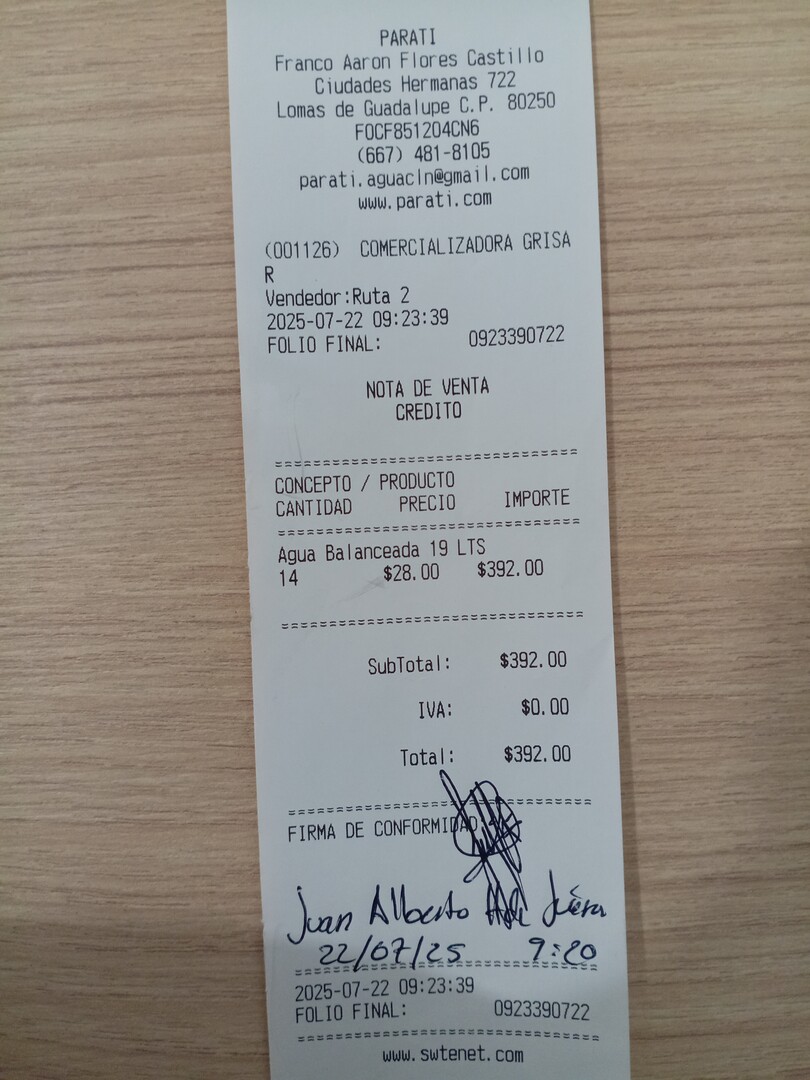 PARATI
Franco Aaron Flores Castillo
Ciudades Hermanas 722
Lomas de Guadalupe C.P. 80250
FOCF851204CN6
(667) 481-8105
parati.aguacln@gmail.com
www.parati.com
(001126) COMERCIALIZADORA GRISA
R
Vendedor:Ruta 2
2025-07-22 09:23:39
FOLIO FINAL: 0923390722
NOTA DE VENTA
CREDITO
CONCEPTO / PRODUCTO
CANTIDAD PRECIO IMPORTE
Agua Balanceada 19 LTS
14 $28.00 $392.00
SubTotal: $392.00
IVA: $0.00
Total: $392.00
FIRMA DE CONFORMIDAD
Juan Alberto
22/07/25 9:20
2025-07-22 09:23:39
FOLIO FINAL: 0923390722
www.swtenet.com